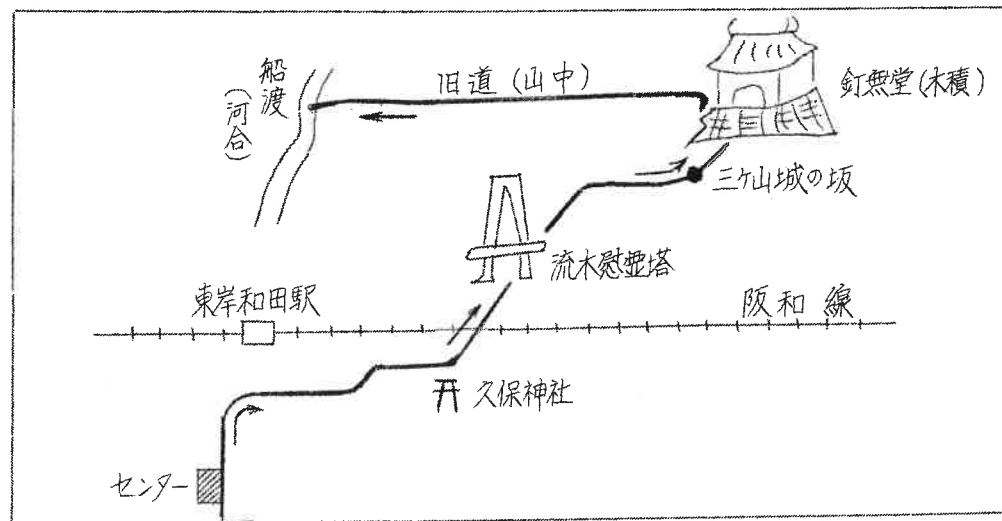 船渡
(河合)
旧道(山中)
釘無堂(木積)
三ケ山城の坂
流木慰霊塔
東岸和田駅
阪和線
久保神社
センター